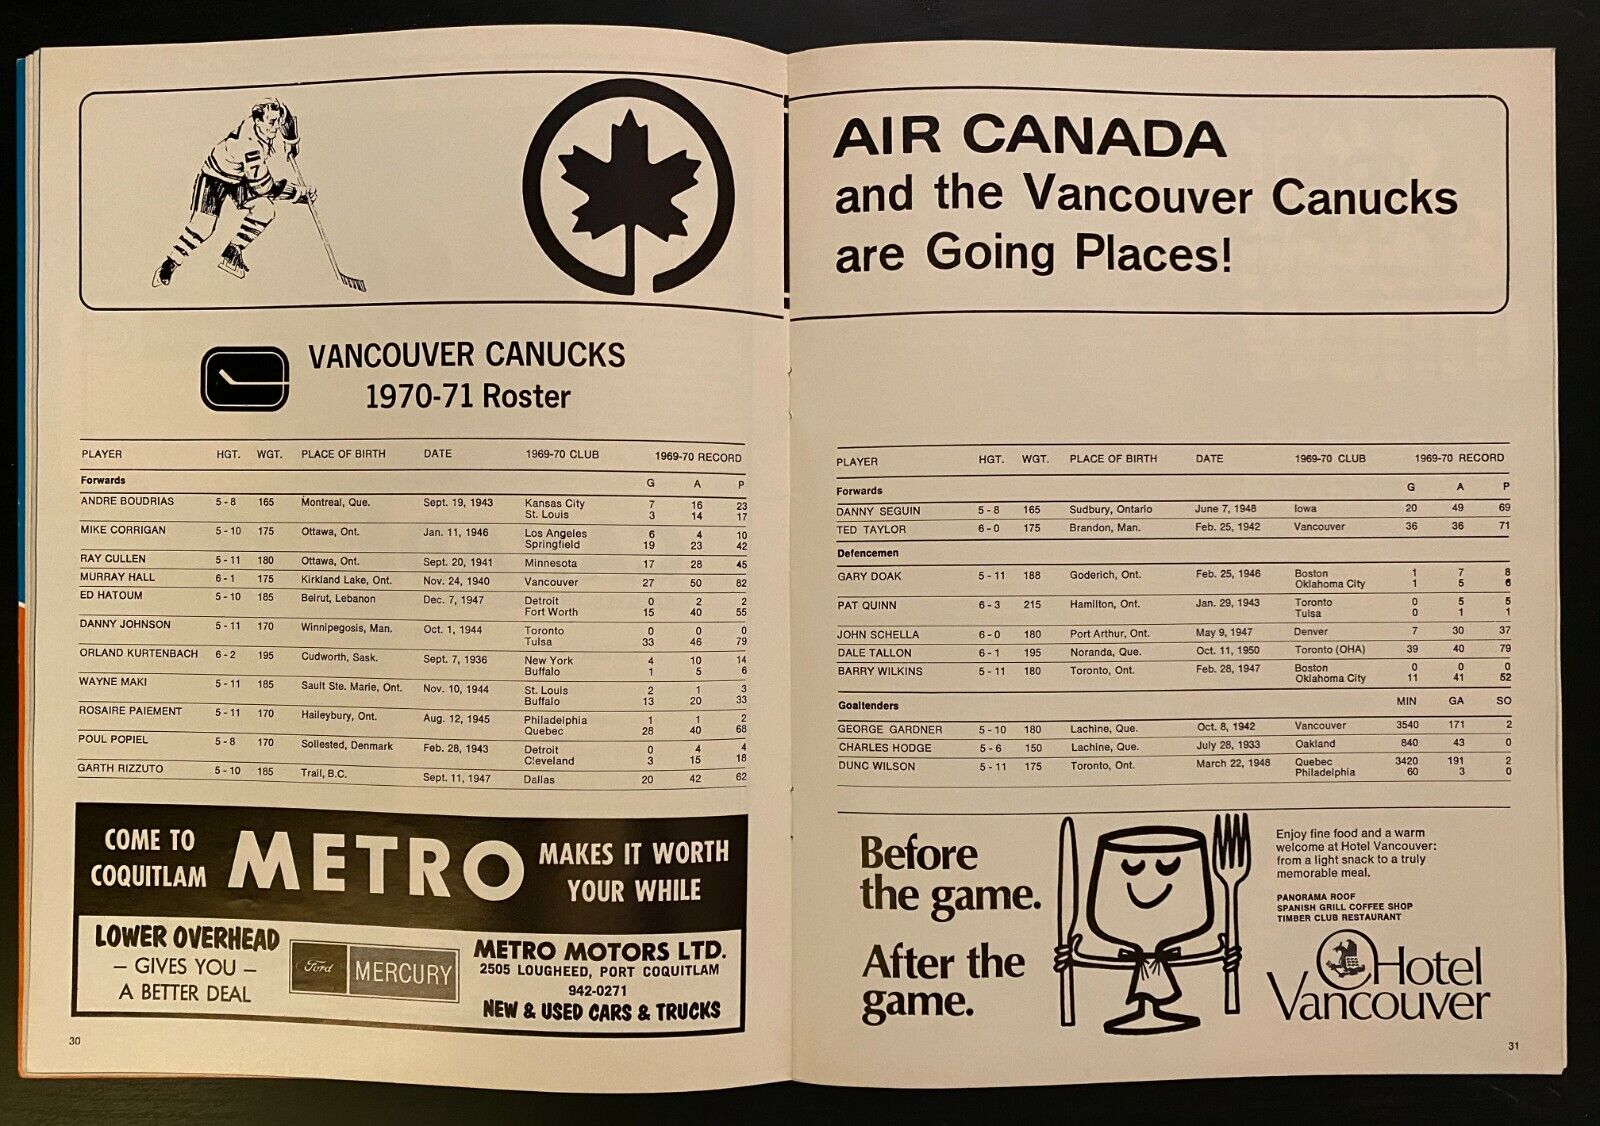 7
AIR CANADA
and the Vancouver Canucks
are Going Places!
VANCOUVER CANUCKS
1970-71 Roster
PLAYER HGT. WGT. PLACE OF BIRTH DATE 1969-70 CLUB 1969-70 RECORD
Forwards G A P
ANDRE BOUDRIAS 5-8 165 Montreal, Que. Sept. 19, 1943 Kansas City 7 16 23
St. Louis 3 14 17
MIKE CORRIGAN 5-10 175 Ottawa, Ont. Jan. 11, 1946 Los Angeles 6 4 10
Springfield 19 23 42
RAY CULLEN 5-11 180 Ottawa, Ont. Sept. 20, 1941 Minnesota 17 28 45
MURRAY HALL 6-1 175 Kirkland Lake, Ont. Nov. 24, 1940 Vancouver 27 50 82
ED HATOUM 5-10 185 Beirut, Lebanon Dec. 7, 1947 Detroit 0 2 2
Fort Worth 15 40 55
DANNY JOHNSON 5-11 170 Winnipegosis, Man. Oct. 1, 1944 Toronto 0 0 0
Tulsa 33 46 79
ORLAND KURTENBACH 6-2 195 Cudworth, Sask. Sept. 7, 1936 New York 4 10 14
Buffalo 1 5 6
WAYNE MAKI 5-11 185 Sault Ste. Marie, Ont. Nov. 10, 1944 St. Louis 2 1 3
Buffalo 13 20 33
ROSAIRE PAIEMENT 5-11 170 Haileybury, Ont. Aug. 12, 1945 Philadelphia 1 1 2
Quebec 28 40 68
POUL POPIEL 5-8 170 Sollested, Denmark Feb. 28, 1943 Detroit 0 4 4
Cleveland 3 15 18
GARTH RIZZUTO 5-10 185 Trail, B.C. Sept. 11, 1947 Dallas 20 42 62
COME TO
COQUITLAM
METRO
MAKES IT WORTH
YOUR WHILE
LOWER OVERHEAD
– GIVES YOU –
A BETTER DEAL
Ford MERCURY
METRO MOTORS LTD.
2505 LOUGHEED, PORT COQUITLAM
942-0271
NEW & USED CARS & TRUCKS
30
PLAYER HGT. WGT. PLACE OF BIRTH DATE 1969-70 CLUB 1969-70 RECORD
Forwards G A P
DANNY SEGUIN 5-8 165 Sudbury, Ontario June 7, 1948 Iowa 20 49 69
TED TAYLOR 6-0 175 Brandon, Man. Feb. 25, 1942 Vancouver 36 36 71
Defencemen
GARY DOAK 5-11 188 Goderich, Ont. Feb. 25, 1946 Boston 1 7 8
Oklahoma City 1 5 6
PAT QUINN 6-3 215 Hamilton, Ont. Jan. 29, 1943 Toronto 0 5 5
Tulsa 0 1 1
JOHN SCHELLA 6-0 180 Port Arthur, Ont. May 9, 1947 Denver 7 30 37
DALE TALLON 6-1 195 Noranda, Que. Oct. 11, 1950 Toronto (OHA) 39 40 79
BARRY WILKINS 5-11 180 Toronto, Ont. Feb. 28, 1947 Boston 0 0 0
Oklahoma City 11 41 52
Goaltenders MIN GA SO
GEORGE GARDNER 5-10 180 Lachine, Que. Oct. 8, 1942 Vancouver 3540 171 2
CHARLES HODGE 5-6 150 Lachine, Que. July 28, 1933 Oakland 840 43 0
DUNC WILSON 5-11 175 Toronto, Ont. March 22, 1948 Quebec 3420 191 2
Philadelphia 60 3 0
Before
the game.
After the
game.
Enjoy fine food and a warm
welcome at Hotel Vancouver:
from a light snack to a truly
memorable meal.
PANORAMA ROOF
SPANISH GRILL COFFEE SHOP
TIMBER CLUB RESTAURANT
Hotel
Vancouver
31